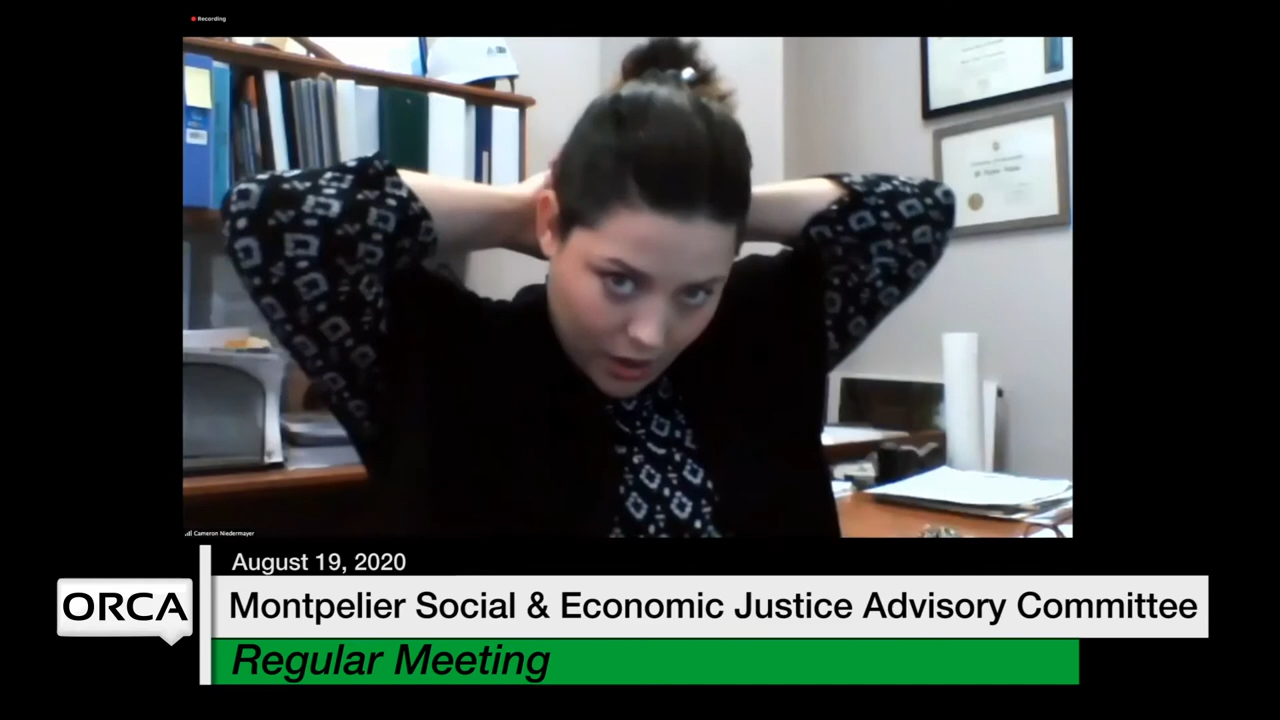 Recording
Cameron Niedermayer
August 19, 2020
ORCA
Montpelier Social & Economic Justice Advisory Committee
Regular Meeting